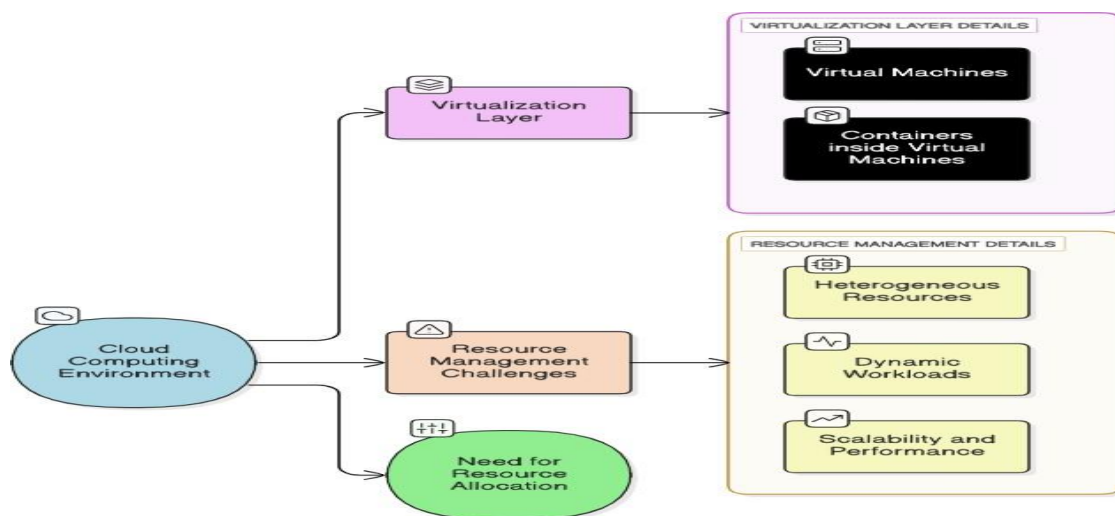 VIRTUALIZATION LAYER DETAILS
Virtual Machines
Virtualization
Layer
Containers
inside Virtual
Machines
RESOURCE MANAGEMENT DETAILS
Heterogeneous
Resources
Cloud
Computing
Environment
Resource
Management
Challenges
Dynamic
Workloads
Scalability and
Performance
Need for
Resource
Allocation